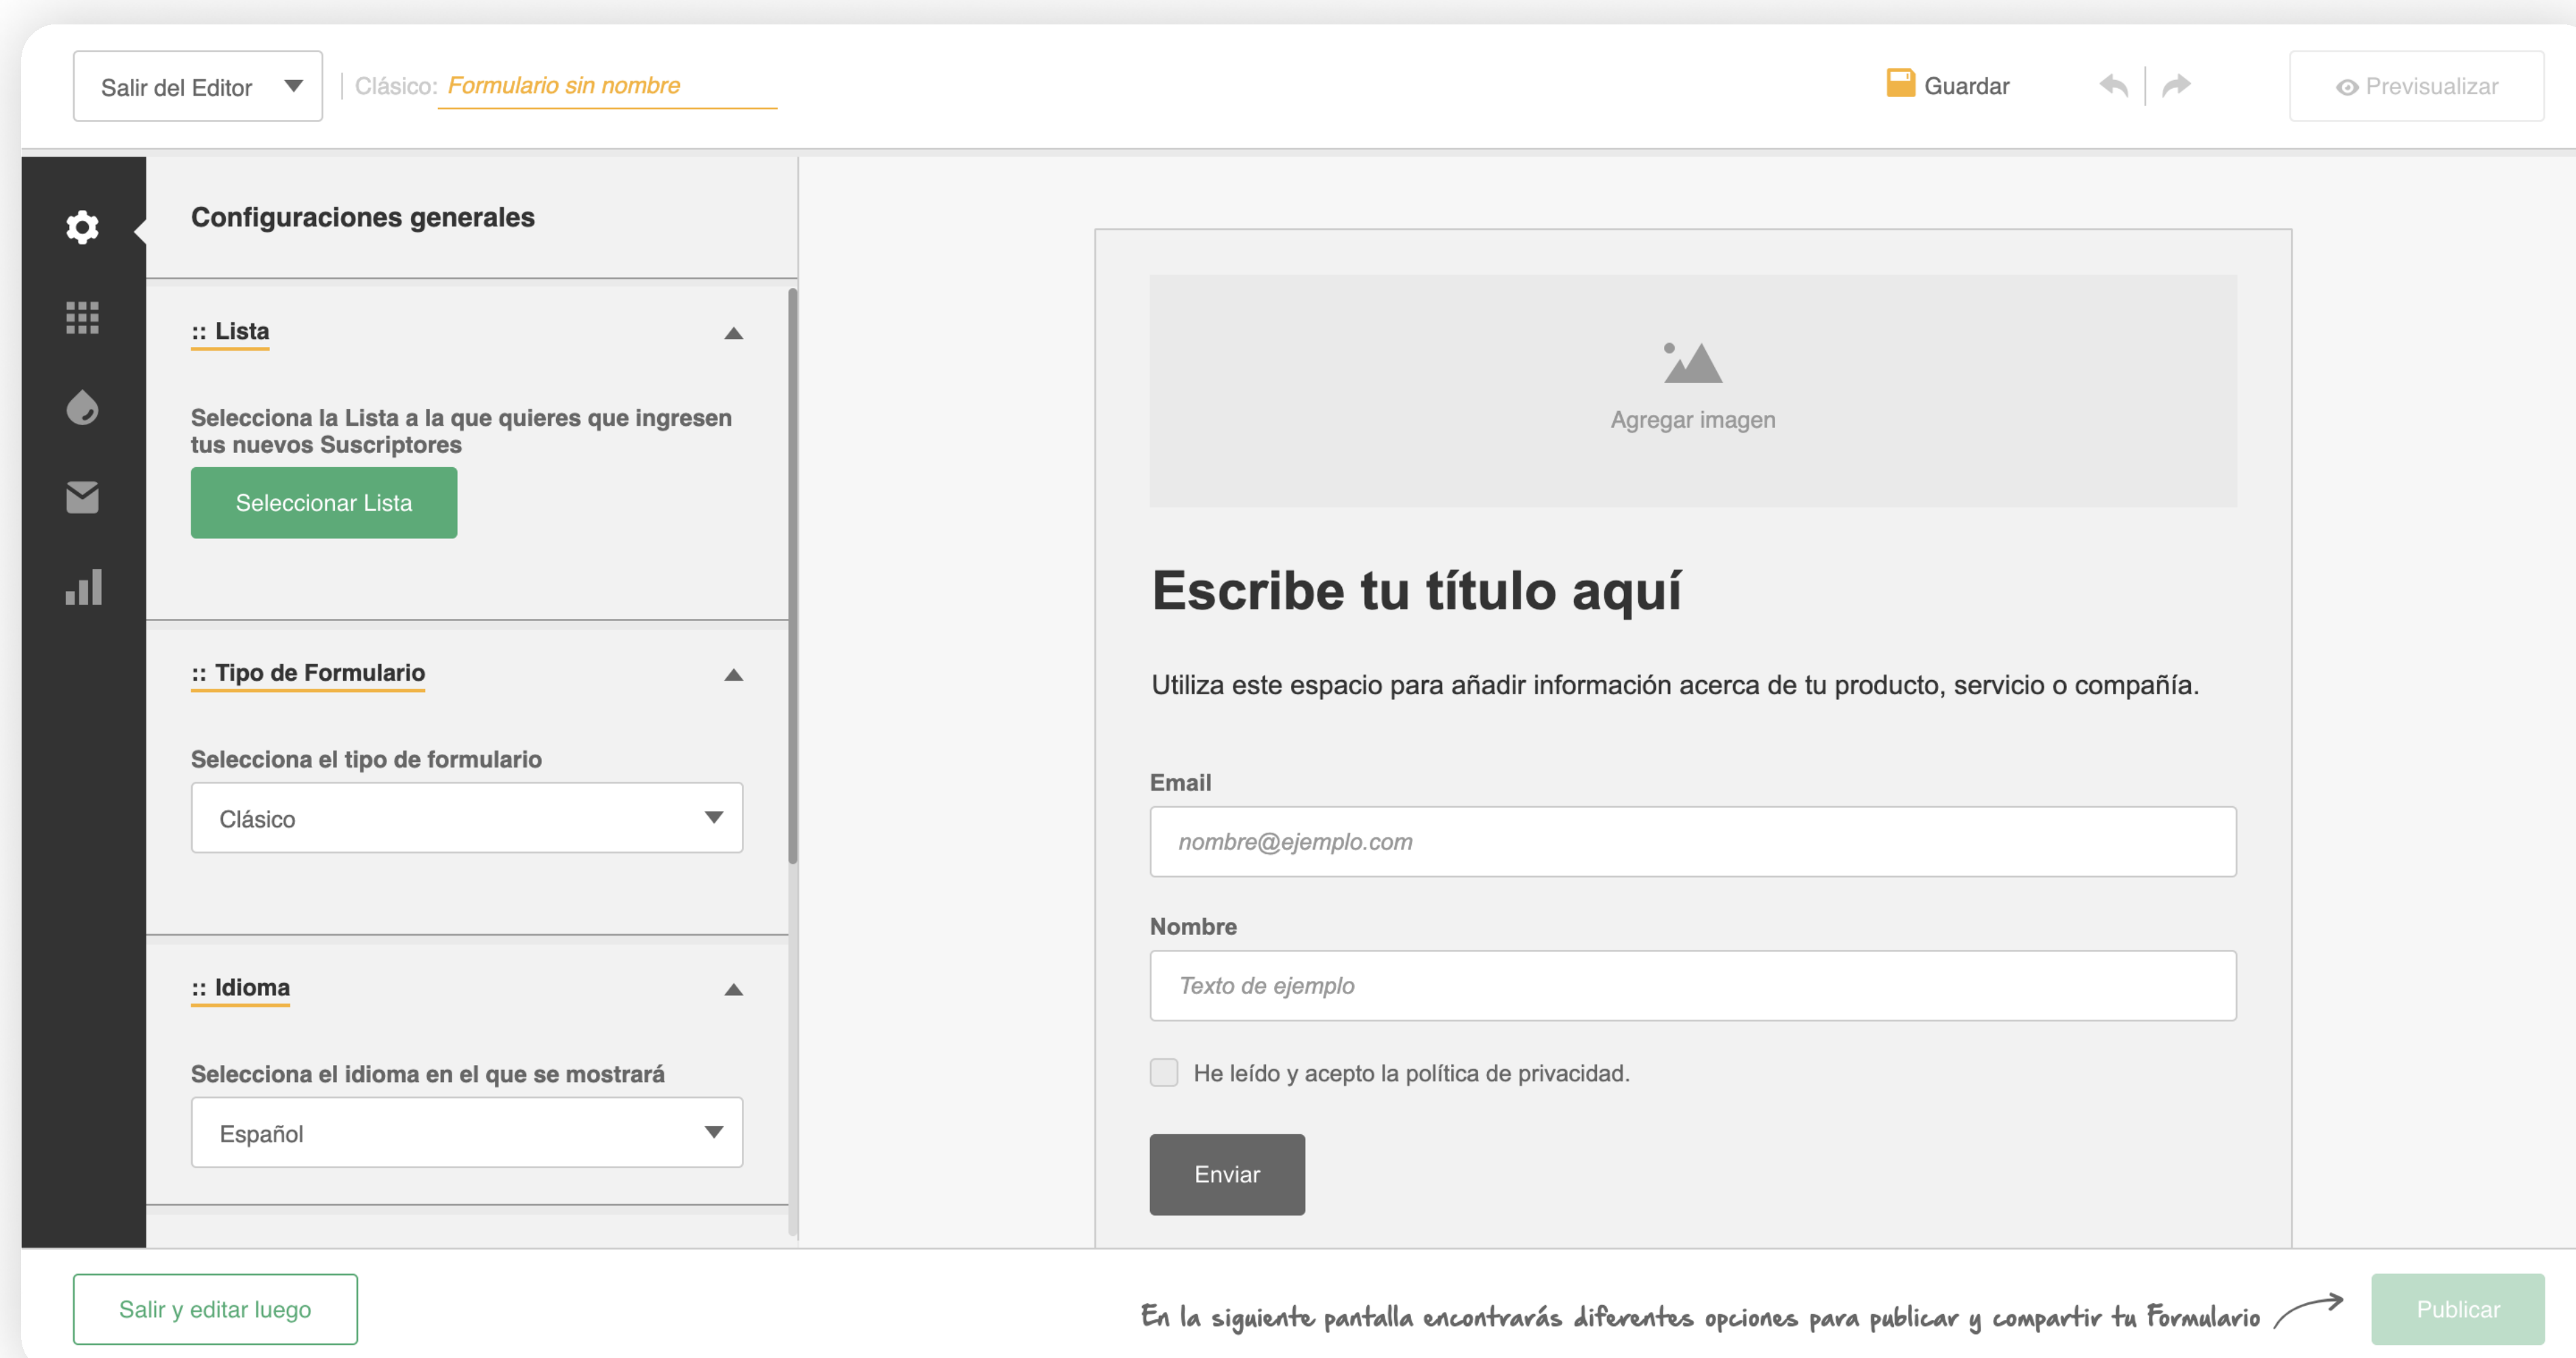 Salir del Editor
Clásico: Formulario sin nombre
Guardar
Previsualizar
Configuraciones generales
:: Lista
Selecciona la Lista a la que quieres que ingresen
tus nuevos Suscriptores
Seleccionar Lista
:: Tipo de Formulario
Selecciona el tipo de formulario
Clásico
:: Idioma
Selecciona el idioma en el que se mostrará
Español
Agregar imagen
Escribe tu título aquí
Utiliza este espacio para añadir información acerca de tu producto, servicio o compañía.
Email
nombre@ejemplo.com
Nombre
Texto de ejemplo
He leído y acepto la política de privacidad.
Enviar
Salir y editar luego
En la siguiente pantalla encontrarás diferentes opciones para publicar y compartir tu Formulario
Publicar